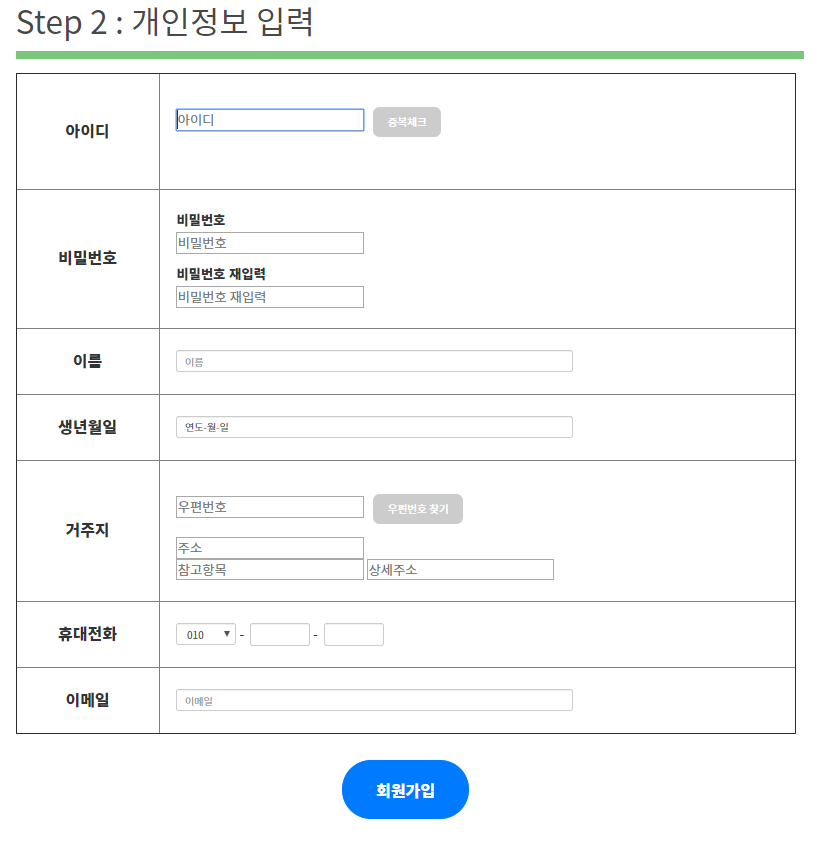 Step 2 : 개인정보 입력
아이디
아이디 중복체크
비밀번호
비밀번호
비밀번호
비밀번호 재입력
비밀번호 재입력
이름
이름
생년월일
연도-월-일
거주지
우편번호 우편번호 찾기
주소
참고항목 상세주소
휴대전화
010 - -
이메일
이메일
회원가입